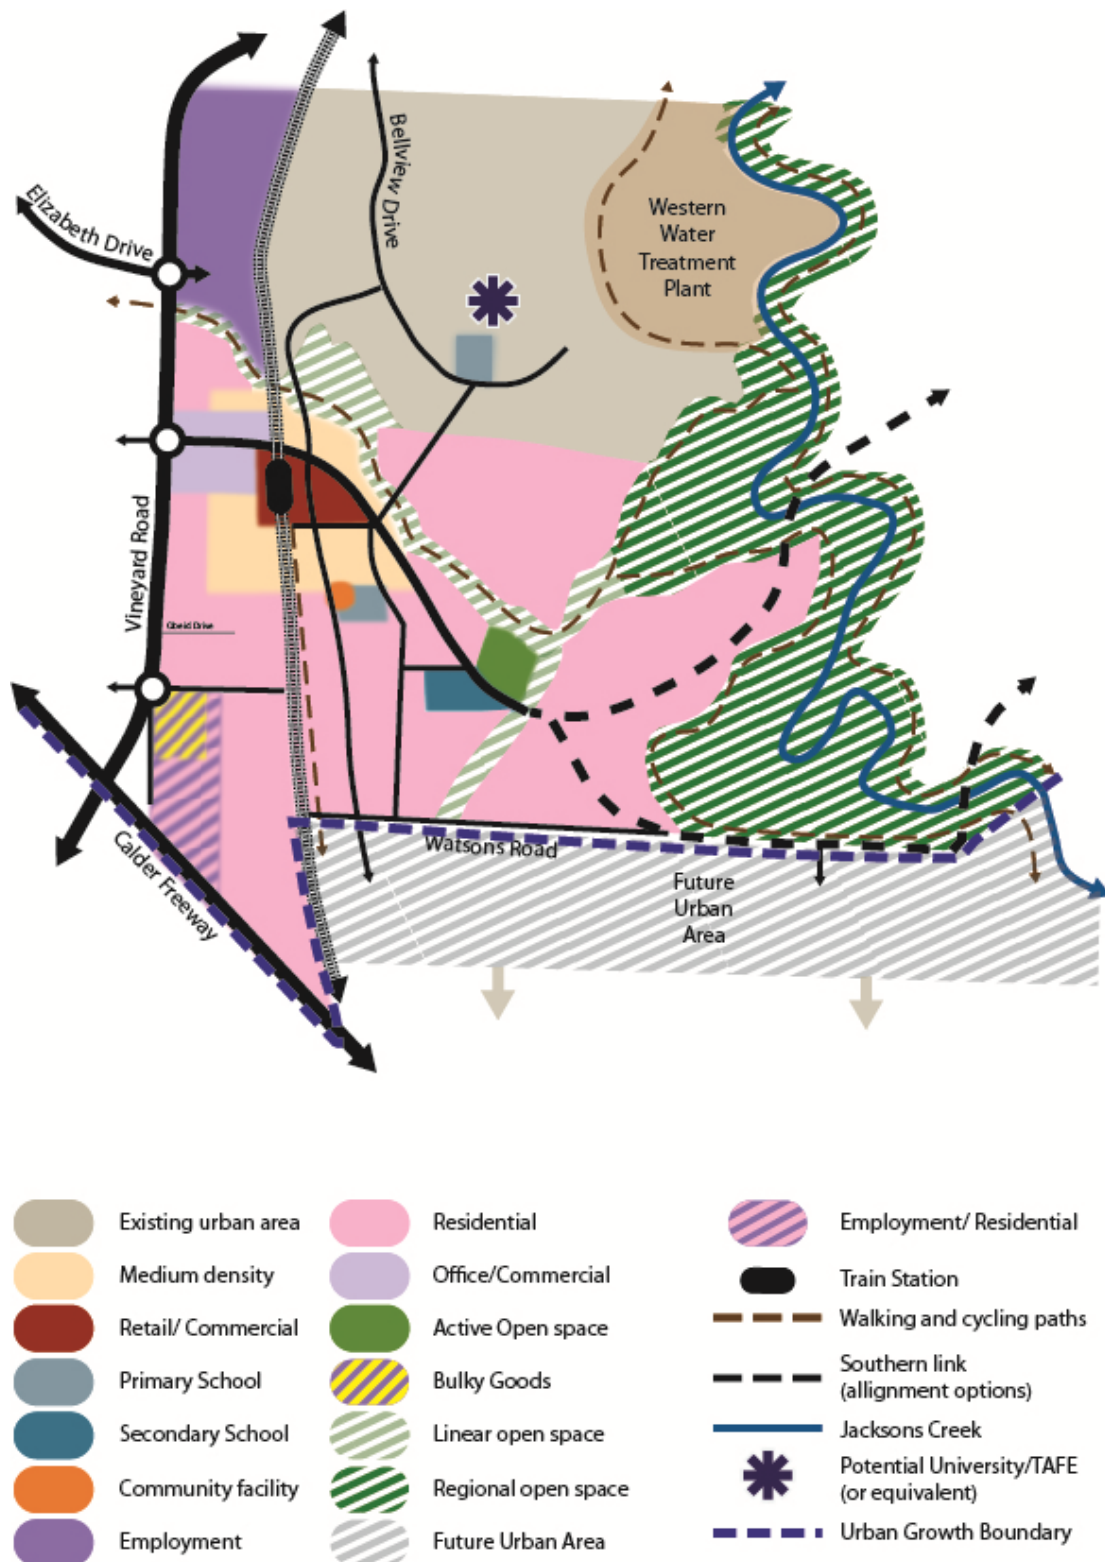 Elizabeth Drive
Bellview Drive
Western
Water
Treatment
Plant
Vineyard Road
Obeid Drive
Calder Freeway
Watsons Road
Future
Urban
Area
Existing urban area
Medium density
Retail/ Commercial
Primary School
Secondary School
Community facility
Employment
Residential
Office/Commercial
Active Open space
Bulky Goods
Linear open space
Regional open space
Future Urban Area
Employment/ Residential
Train Station
Walking and cycling paths
Southern link
(allignment options)
Jacksons Creek
Potential University/TAFE
(or equivalent)
Urban Growth Boundary